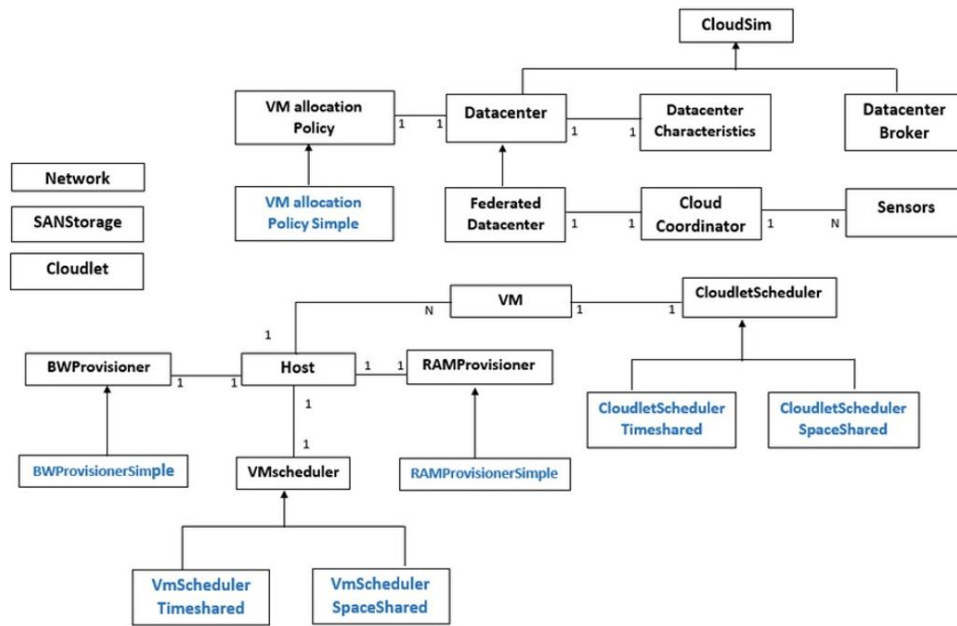 CloudSim
VM allocation
Policy
1
1
Datacenter
1
1
Datacenter
Characteristics
Datacenter
Broker
Network
VM allocation
Policy Simple
Federated
Datacenter
1
1
Cloud
Coordinator
1
N
Sensors
SANStorage
Cloudlet
VM
N
1
1
CloudletScheduler
1
BWProvisioner
1
1
Host
1
1
RAMProvisioner
1
CloudletScheduler
Timeshared
CloudletScheduler
SpaceShared
1
BWProvisionerSimple
VMscheduler
RAMProvisionerSimple
VmScheduler
Timeshared
VmScheduler
SpaceShared